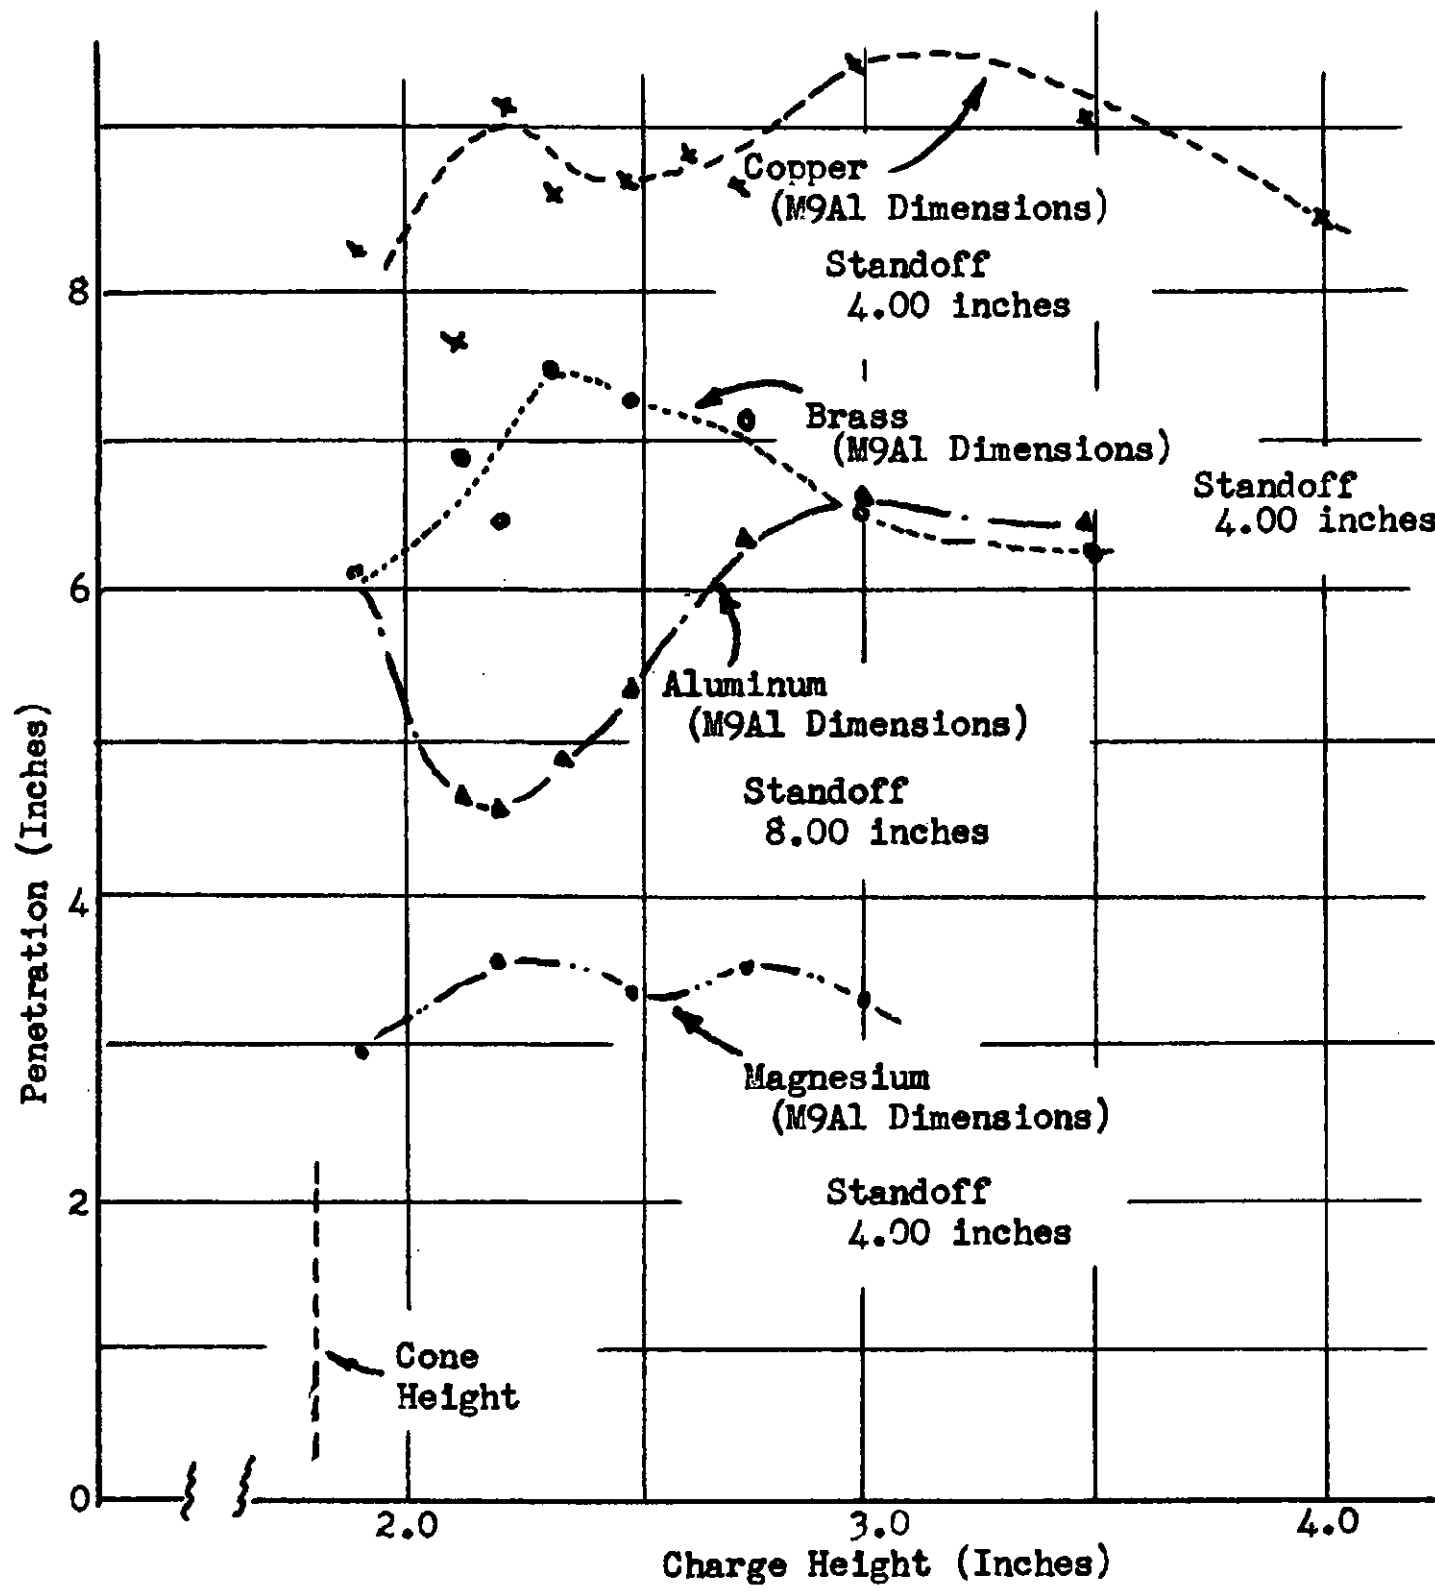 Copper
(M9A1 Dimensions)
Standoff
4.00 inches
8
Brass
(M9A1 Dimensions)
Standoff
4.00 inches
6
Aluminum
(M9A1 Dimensions)
Standoff
8.00 inches
Penetration (Inches)
4
Magnesium
(M9A1 Dimensions)
Standoff
4.00 inches
2
Cone
Height
0
2.0
3.0
4.0
Charge Height (Inches)